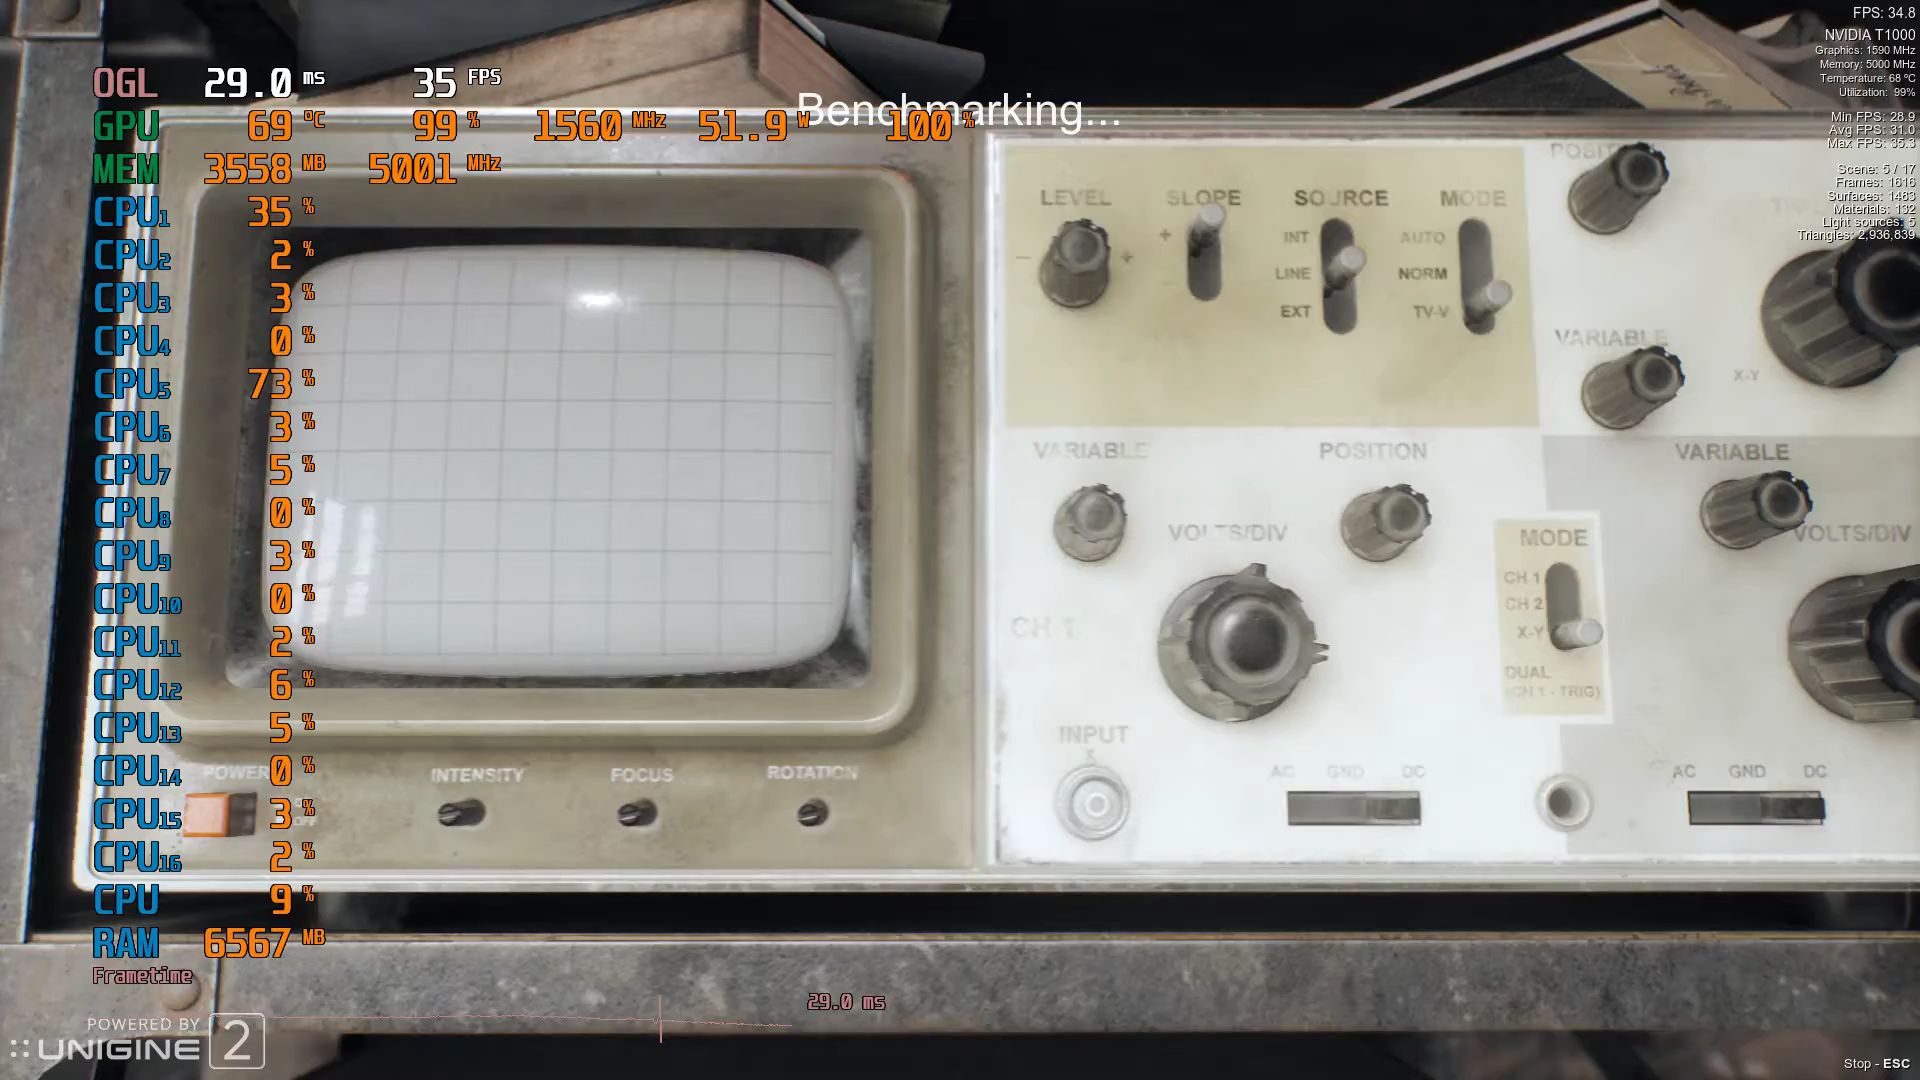 FPS: 34.8
NVIDIA T1000
Graphics: 1590 MHz
Memory: 5000 MHz
Temperature: 68 °C
Utilization: 99%
Min FPS: 28.9
Avg FPS: 31.0
Max FPS: 35.3
Scene: 5 / 17
Frames: 1616
Surfaces: 1483
Materials: 132
Light sources: 5
Triangles: 2,936,839
Benchmarking...
OGL 29.0 ms 35 FPS
GPU 69 °C 99 % 1560 MHz 51.9 W 100 %
MEM 3558 MB 5001 MHz
CPU1 35 %
CPU2 2 %
CPU3 3 %
CPU4 0 %
CPU5 73 %
CPU6 3 %
CPU7 5 %
CPU8 0 %
CPU9 3 %
CPU10 0 %
CPU11 2 %
CPU12 6 %
CPU13 5 %
CPU14 0 %
CPU15 3 %
CPU16 2 %
CPU 9 %
RAM 6567 MB
Frametime
29.0 ms
POWER INTENSITY FOCUS ROTATION
OFF
LEVEL SLOPE SOURCE MODE
- + + -
INT AUTO
LINE NORM
EXT TV-V
POSITION
VARIABLE
X-Y
VARIABLE POSITION VARIABLE
VOLTS/DIV VOLTS/DIV
MODE
CH 1
CH 2
X-Y
DUAL
(CH 1 - TRIG)
CH 1
INPUT
X
AC GND DC
AC GND DC
POWERED BY
UNIGINE 2
Stop - ESC